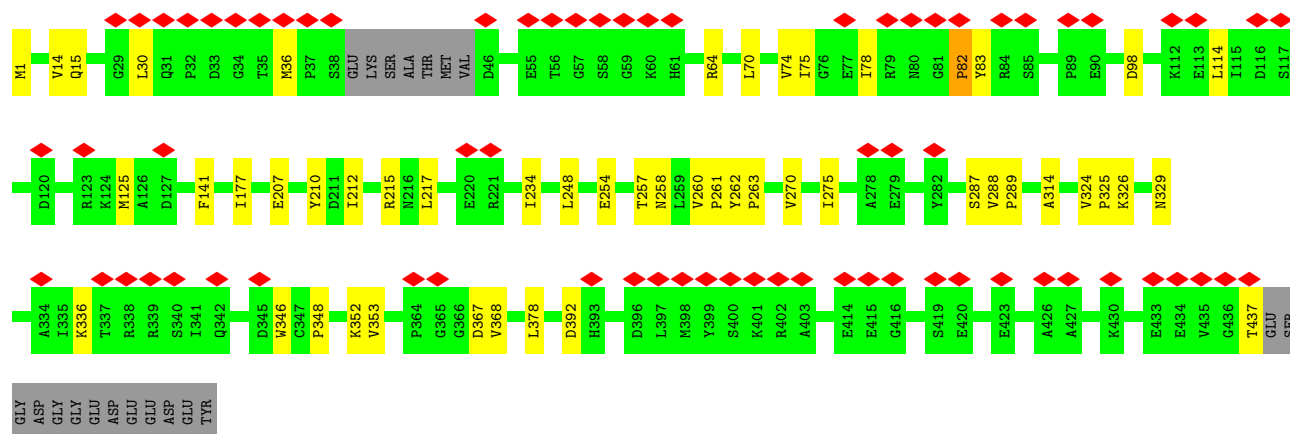 M1 V14 Q15 G29 L30 Q31 P32 D33 G34 T35 M36 P37 S38 GLU LYS SER ALA THR MET VAL D46 E55 T56 G57 S58 G59 K60 H61 R64 L70 V74 I75 G76 E77 I78 R79 N80 G81 P82 Y83 R84 S85 P89 E90 D98 K112 E113 L114 I115 D116 S117
D120 R123 K124 M125 A126 D127 F141 I177 E207 Y210 D211 I212 R215 N216 L217 E220 R221 I234 L248 E254 T257 N258 L259 V260 P261 Y262 P263 V270 I275 A278 E279 Y282 S287 V288 P289 A314 V324 P325 K326 N329
A334 I335 K336 T337 R338 R339 S340 I341 Q342 D345 W346 C347 P348 K352 V353 P364 G365 G366 D367 V368 L378 D392 H393 D396 L397 M398 Y399 S400 K401 R402 A403 E414 E415 G416 S419 E420 E423 A426 A427 K430 E433 E434 V435 G436 T437 GLU SER
GLY ASP GLY GLY GLU ASP GLU GLU ASP GLU TYR